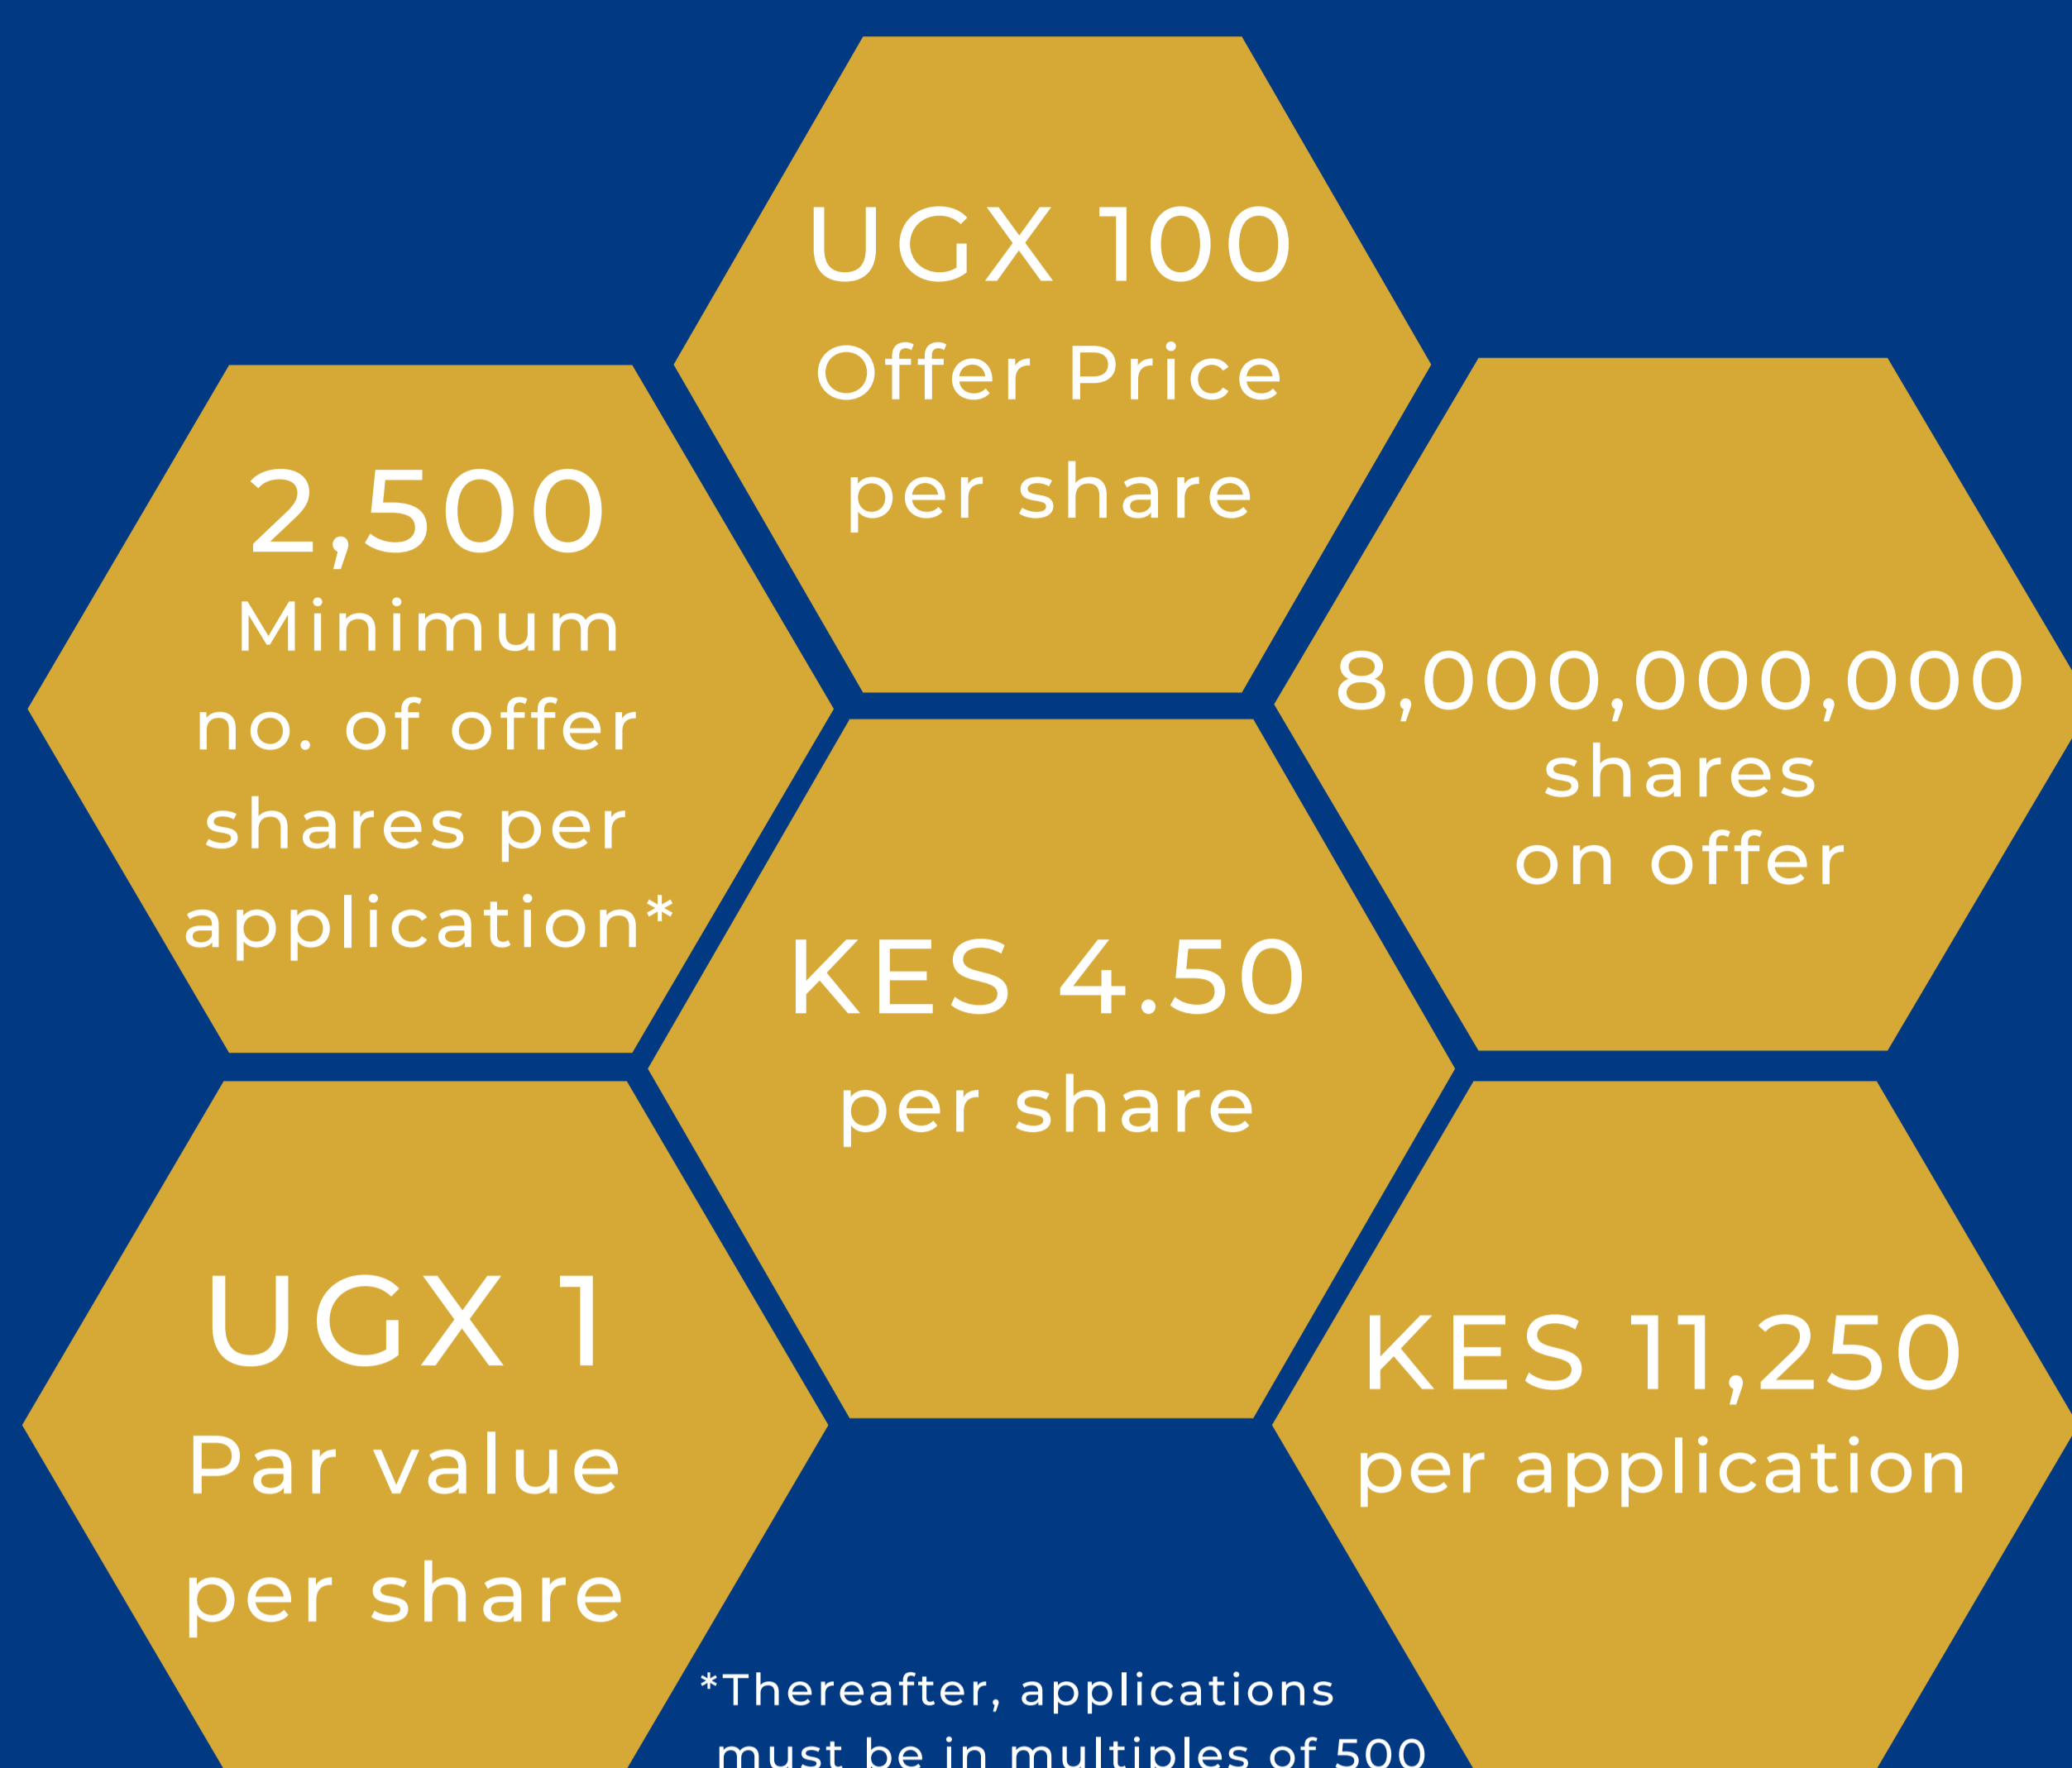 UGX 100
Offer Price
per share
2,500
Minimum
no. of offer
shares per
application*
8,000,000,000
shares
on offer
KES 4.50
per share
UGX 1
Par value
per share
KES 11,250
per application
*Thereafter, applications
must be in multiples of 500